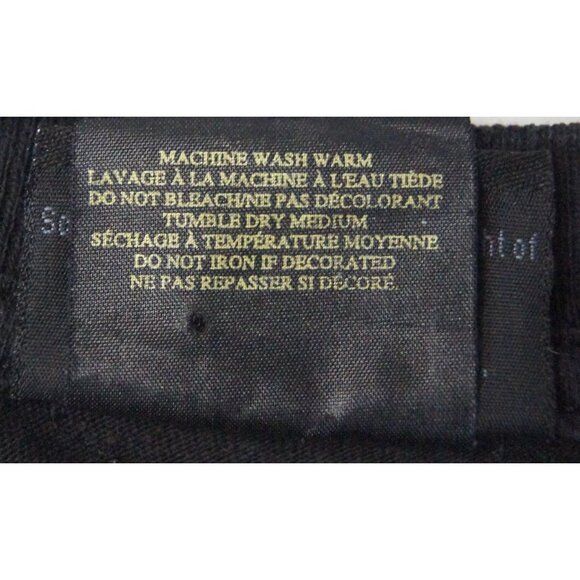 MACHINE WASH WARM
LAVAGE À LA MACHINE À L'EAU TIÈDE
DO NOT BLEACH/NE PAS DÉCOLORANT
TUMBLE DRY MEDIUM
SÉCHAGE À TEMPÉRATURE MOYENNE
DO NOT IRON IF DECORATED
NE PAS REPASSER SI DÉCORÉ.
of